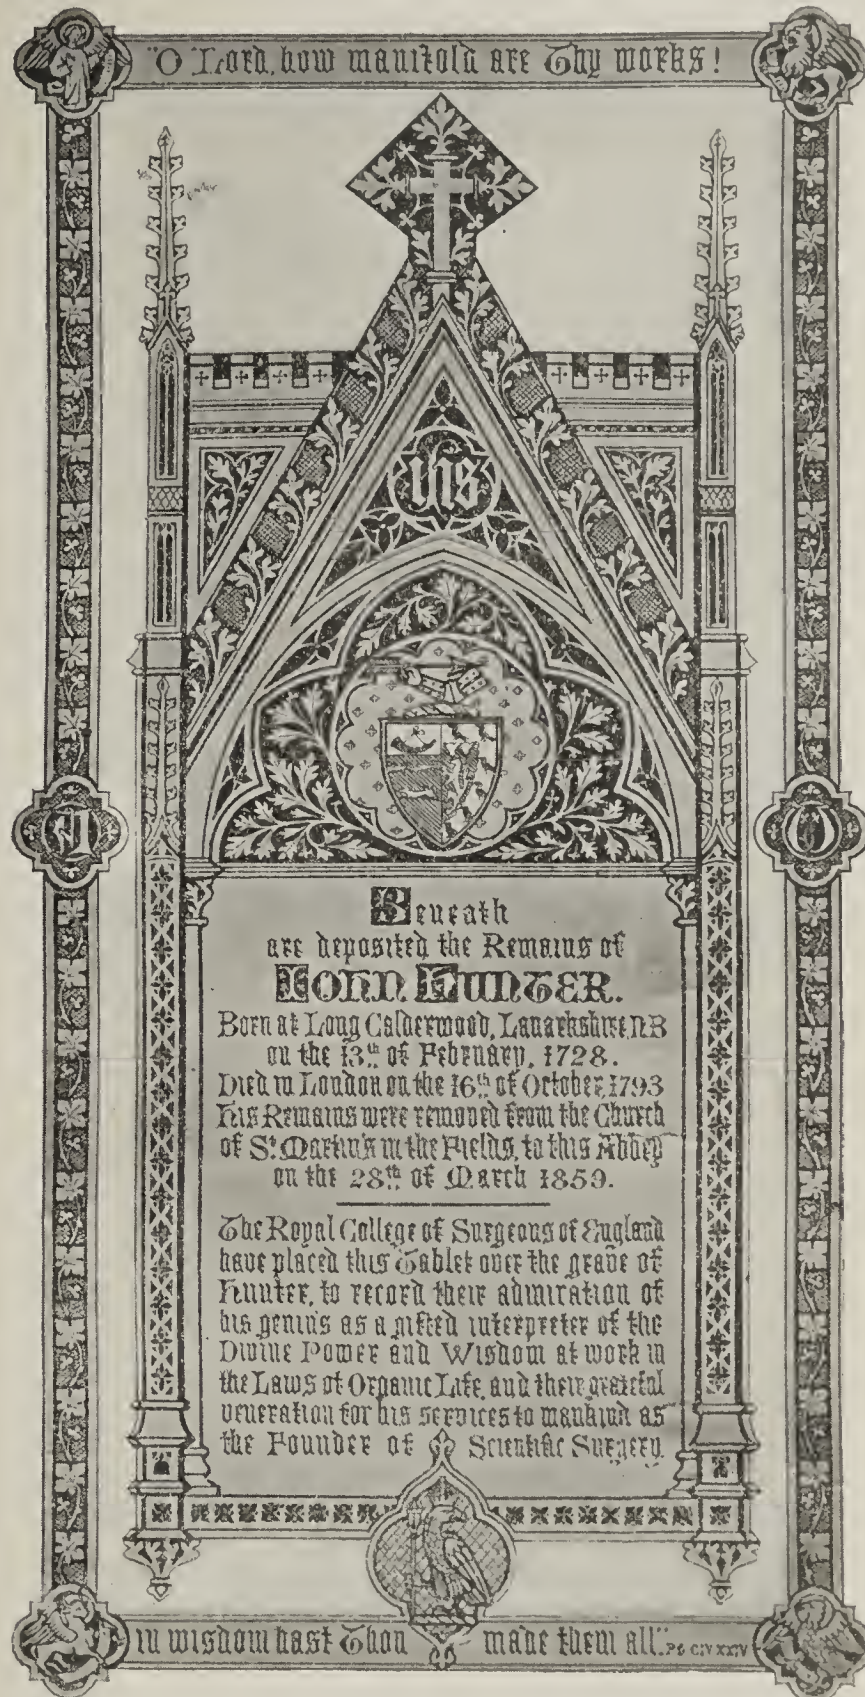 "O Lord, how manifold are Thy works!
ihs
A
Beneath
are deposited the Remains of
JOHN HUNTER.
Born at Long Calderwood, Lanarkshire, NB
on the 13th of February, 1728.
Died in London on the 16th of October, 1793
His Remains were removed from the Church
of St Martin's in the Fields, to this Abbey
on the 28th of March 1859.
The Royal College of Surgeons of England
have placed this Tablet over the grave of
Hunter, to record their admiration of
his genius as a gifted interpreter of the
Divine Power and Wisdom at work in
the Laws of Organic Life, and their grateful
veneration for his services to mankind as
the Founder of Scientific Surgery.
in wisdom hast Thou made them all." Ps CIV XXIV